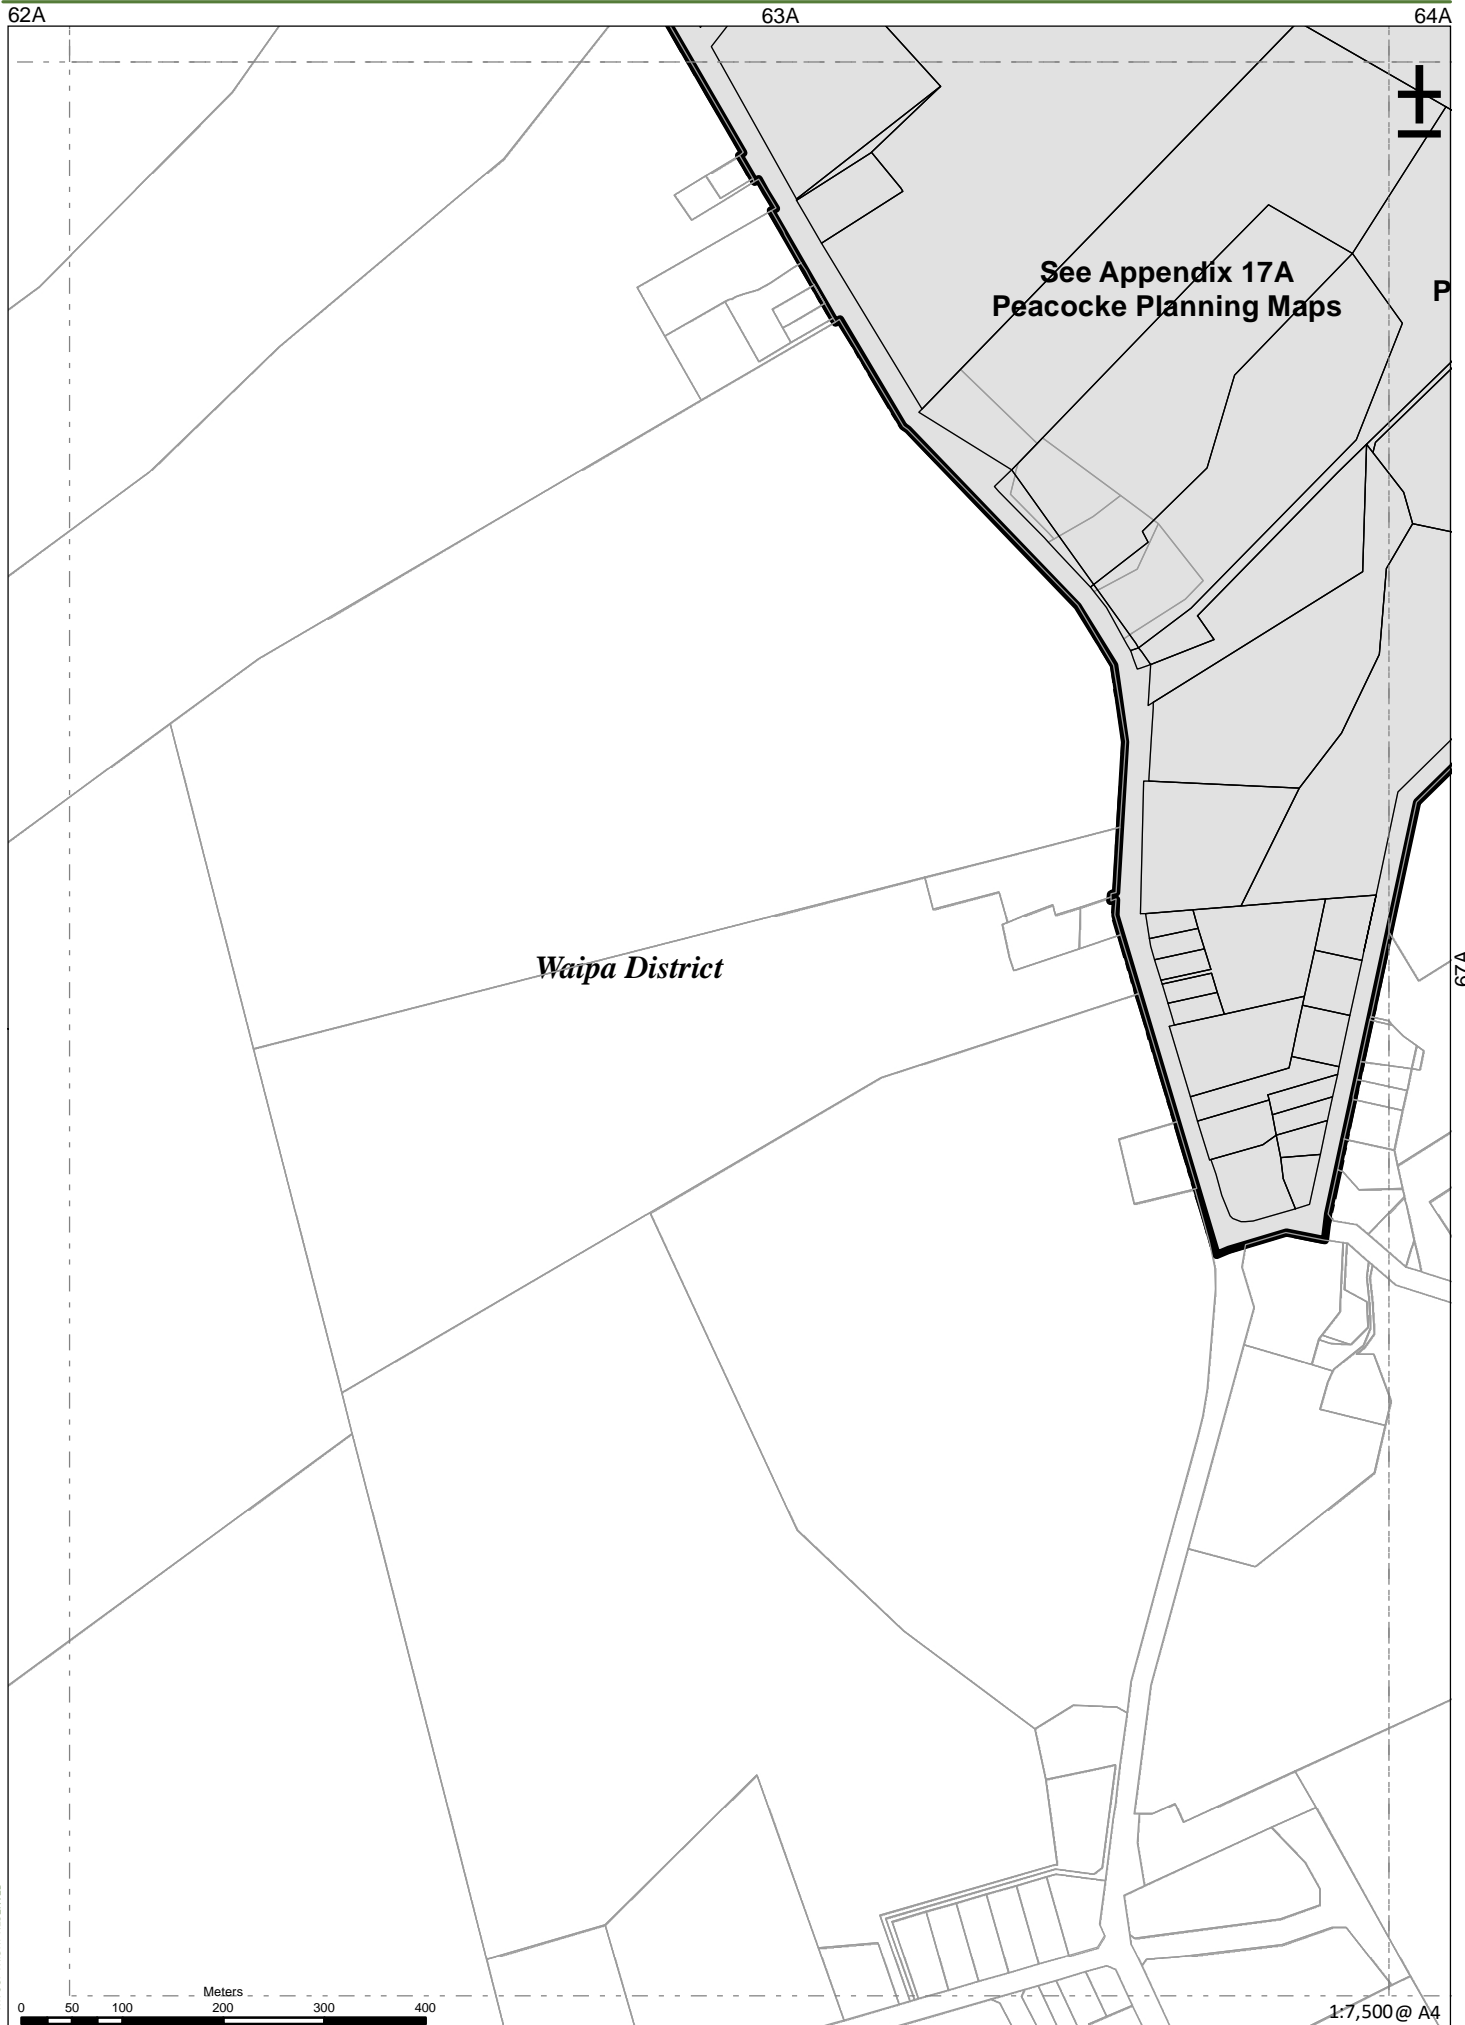 62A
63A
64A
See Appendix 17A
Peacocke Planning Maps
P
Waipa District
67A
Meters
0 50 100 200 300 400
1:7,500@ A4